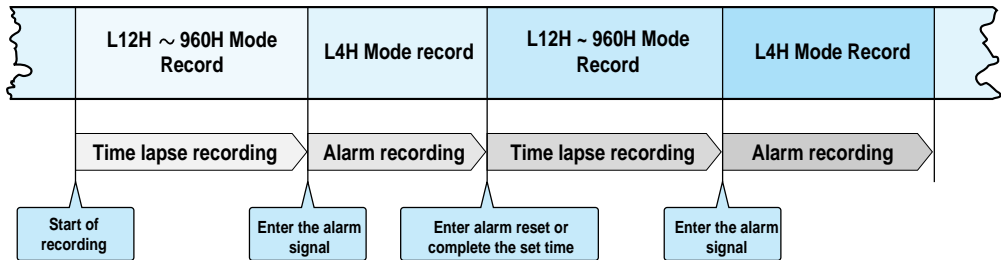 L12H ～ 960H Mode
Record
L4H Mode record
L12H ~ 960H Mode
Record
L4H Mode Record
Time lapse recording
Alarm recording
Time lapse recording
Alarm recording
Start of
recording
Enter the alarm
signal
Enter alarm reset or
complete the set time
Enter the alarm
signal